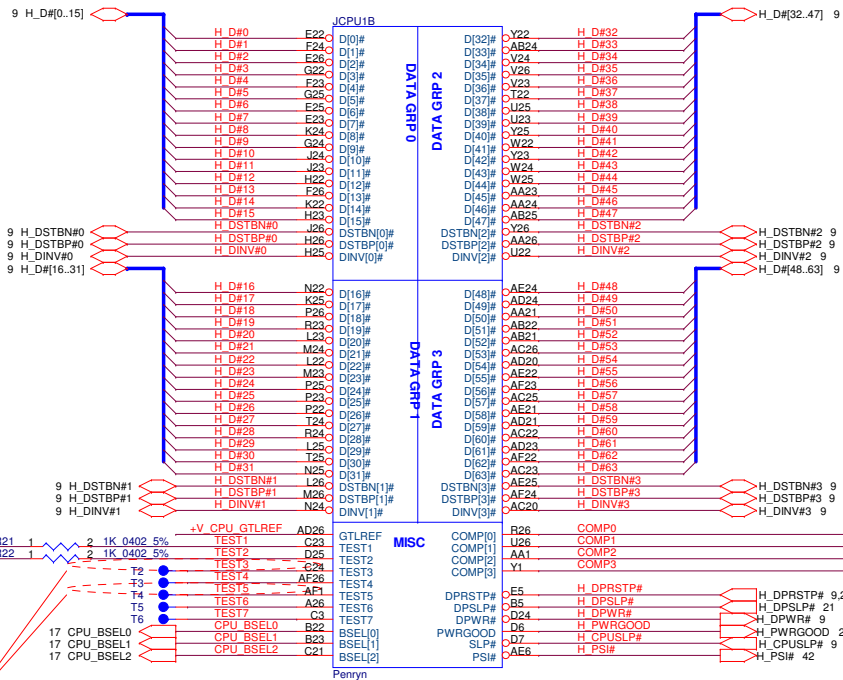 JCPU1B
9 H_D#[0..15] H_D#[32..47] 9
H_D#0 E22 D[0]# D[32]# Y22 H_D#32
H_D#1 F24 D[1]# D[33]# AB24 H_D#33
H_D#2 E26 D[2]# D[34]# V24 H_D#34
H_D#3 G22 D[3]# D[35]# V26 H_D#35
H_D#4 F23 D[4]# D[36]# V23 H_D#36
H_D#5 G25 D[5]# D[37]# T22 H_D#37
H_D#6 E25 D[6]# D[38]# U25 H_D#38
H_D#7 E23 D[7]# D[39]# U23 H_D#39
H_D#8 K24 D[8]# D[40]# Y25 H_D#40
H_D#9 G24 D[9]# D[41]# W22 H_D#41
H_D#10 J24 D[10]# D[42]# Y23 H_D#42
H_D#11 J23 D[11]# D[43]# W24 H_D#43
H_D#12 H22 D[12]# D[44]# W25 H_D#44
H_D#13 F26 D[13]# D[45]# AA23 H_D#45
H_D#14 K22 D[14]# D[46]# AA24 H_D#46
H_D#15 H23 D[15]# D[47]# AB25 H_D#47
9 H_DSTBN#0 H_DSTBN#0 J26 DSTBN[0]# DSTBN[2]# Y26 H_DSTBN#2 H_DSTBN#2 9
9 H_DSTBP#0 H_DSTBP#0 H26 DSTBP[0]# DSTBP[2]# AA26 H_DSTBP#2 H_DSTBP#2 9
9 H_DINV#0 H_DINV#0 H25 DINV[0]# DINV[2]# U22 H_DINV#2 H_DINV#2 9
DATA GRP 0
DATA GRP 2
9 H_D#[16..31] H_D#[48..63] 9
H_D#16 N22 D[16]# D[48]# AE24 H_D#48
H_D#17 K25 D[17]# D[49]# AD24 H_D#49
H_D#18 P26 D[18]# D[50]# AA21 H_D#50
H_D#19 R23 D[19]# D[51]# AB22 H_D#51
H_D#20 L23 D[20]# D[52]# AB21 H_D#52
H_D#21 M24 D[21]# D[53]# AC26 H_D#53
H_D#22 L22 D[22]# D[54]# AD20 H_D#54
H_D#23 M23 D[23]# D[55]# AE22 H_D#55
H_D#24 P25 D[24]# D[56]# AF23 H_D#56
H_D#25 P23 D[25]# D[57]# AC25 H_D#57
H_D#26 P22 D[26]# D[58]# AE21 H_D#58
H_D#27 T24 D[27]# D[59]# AD21 H_D#59
H_D#28 R24 D[28]# D[60]# AC22 H_D#60
H_D#29 L25 D[29]# D[61]# AD23 H_D#61
H_D#30 T25 D[30]# D[62]# AF22 H_D#62
H_D#31 N25 D[31]# D[63]# AC23 H_D#63
9 H_DSTBN#1 H_DSTBN#1 L26 DSTBN[1]# DSTBN[3]# AE25 H_DSTBN#3 H_DSTBN#3 9
9 H_DSTBP#1 H_DSTBP#1 M26 DSTBP[1]# DSTBP[3]# AF24 H_DSTBP#3 H_DSTBP#3 9
9 H_DINV#1 H_DINV#1 N24 DINV[1]# DINV[3]# AC20 H_DINV#3 H_DINV#3 9
DATA GRP 1
DATA GRP 3
MISC
+V_CPU_GTLREF AD26 GTLREF COMP[0] R26 COMP0
R21 1 2 1K_0402_5% TEST1 C23 TEST1 COMP[1] U26 COMP1
R22 1 2 1K_0402_5% TEST2 D25 TEST2 COMP[2] AA1 COMP2
T2 TEST3 C24 TEST3 COMP[3] Y1 COMP3
T3 TEST4 AF26 TEST4
T4 TEST5 AF1 TEST5 DPRSTP# E5 H_DPRSTP# H_DPRSTP# 9,2
T5 TEST6 A26 TEST6 DPSLP# B5 H_DPSLP# H_DPSLP# 21
T6 TEST7 C3 TEST7 DPWR# D24 H_DPWR# H_DPWR# 9
17 CPU_BSEL0 CPU_BSEL0 B22 BSEL[0] PWRGOOD D6 H_PWRGOOD H_PWRGOOD 2
17 CPU_BSEL1 CPU_BSEL1 B23 BSEL[1] SLP# D7 H_CPUSLP# H_CPUSLP# 9
17 CPU_BSEL2 CPU_BSEL2 C21 BSEL[2] PSI# AE6 H_PSI# H_PSI# 42
Penryn